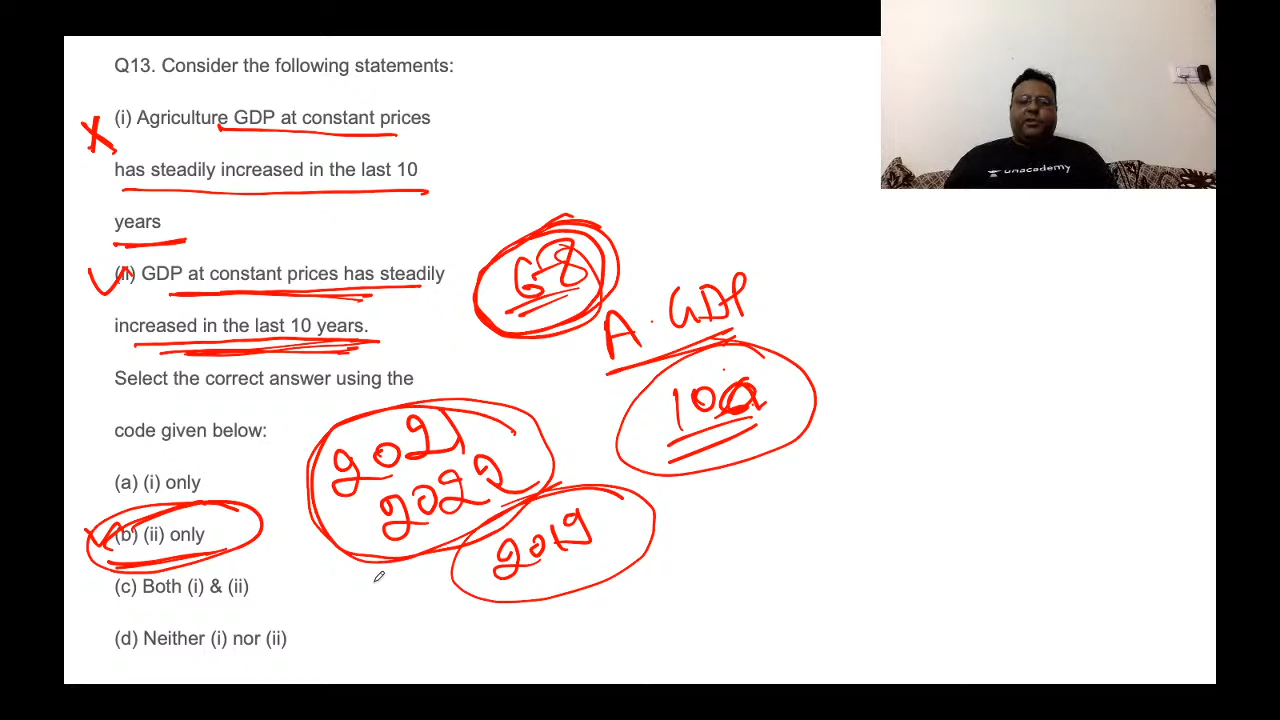 Q13. Consider the following statements:
(i) Agriculture GDP at constant prices
has steadily increased in the last 10
years
(ii) GDP at constant prices has steadily
increased in the last 10 years.
Select the correct answer using the
code given below:
(a) (i) only
(b) (ii) only
(c) Both (i) & (ii)
(d) Neither (i) nor (ii)
6-8
A. GDP
2021
2022
2019
unacademy